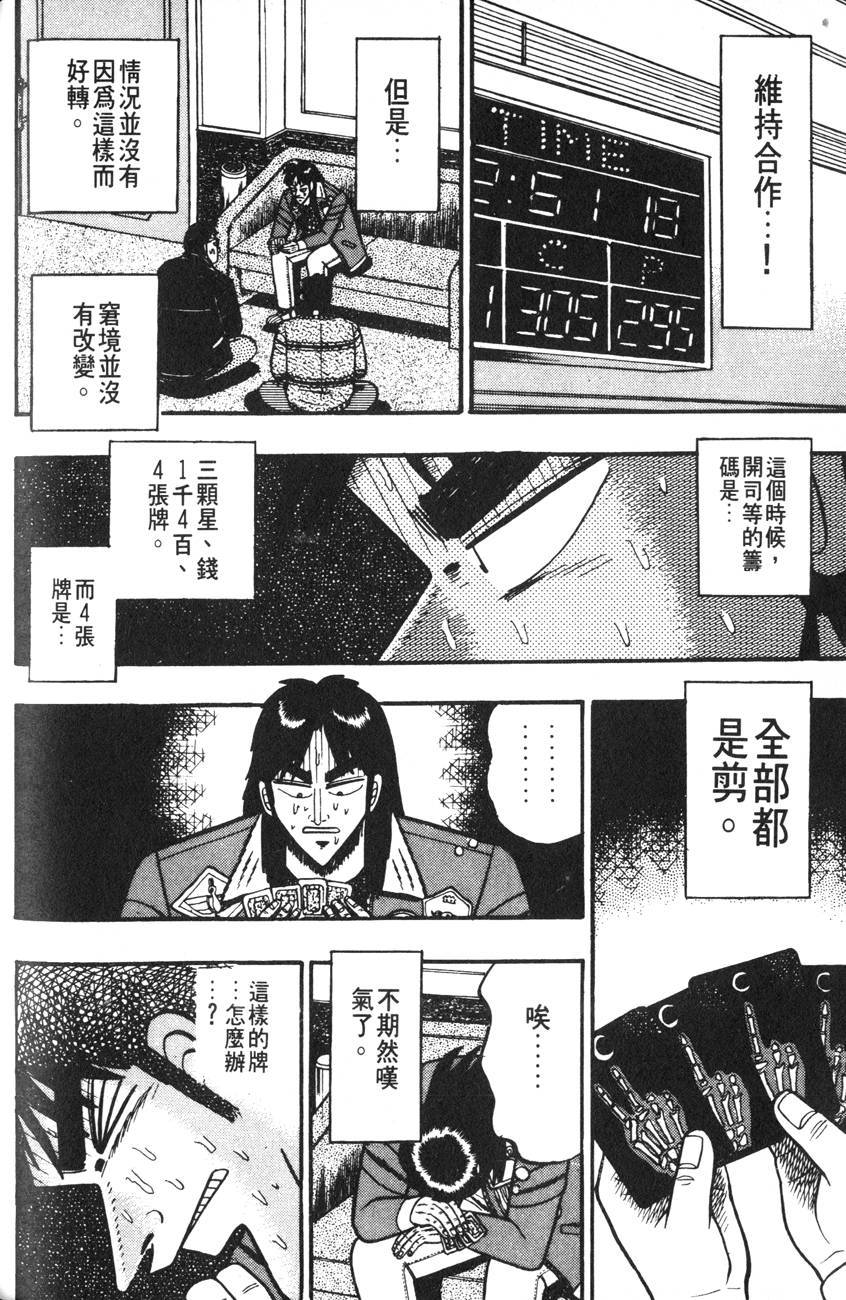 維持合作…！
TIME
2:51 18
C P
1305 295
但是…
情況並沒有
因爲這樣而
好轉。
窘境並沒
有改變。
這個時候，
開司等的籌
碼是…
三顆星、錢
1千4百、
4張牌。
而4張
牌是…
全部都
是剪。
………
………
唉……
不期然嘆
氣了。
這樣的牌
…怎麼辦
…？